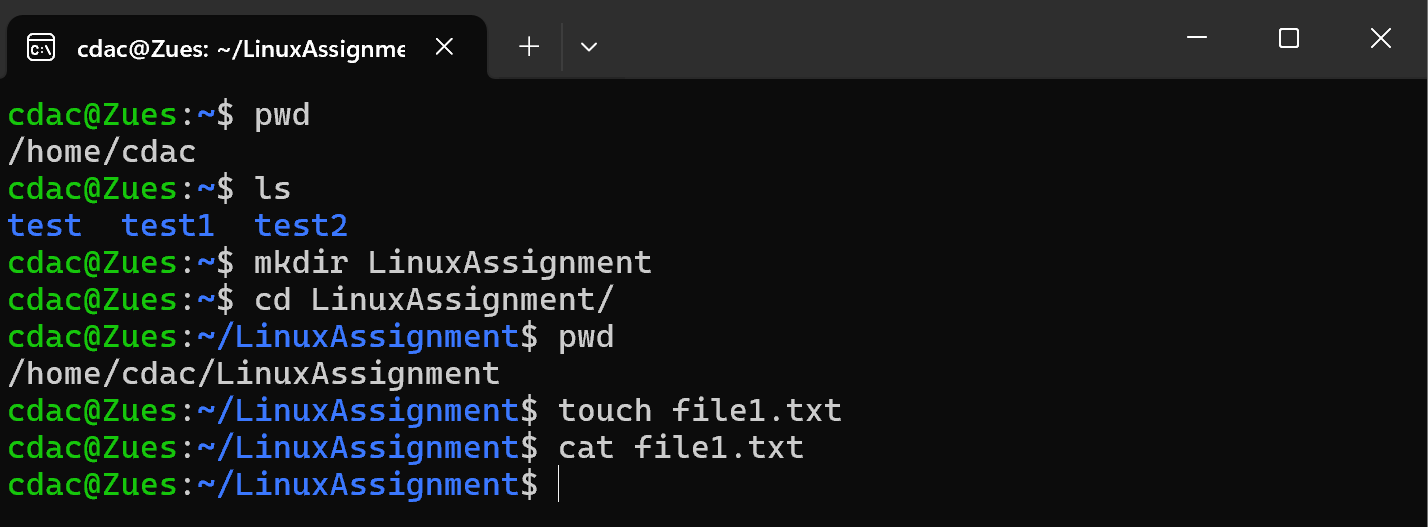 cdac@Zues: ~/LinuxAssignme
cdac@Zues:~$ pwd
/home/cdac
cdac@Zues:~$ ls
test  test1  test2
cdac@Zues:~$ mkdir LinuxAssignment
cdac@Zues:~$ cd LinuxAssignment/
cdac@Zues:~/LinuxAssignment$ pwd
/home/cdac/LinuxAssignment
cdac@Zues:~/LinuxAssignment$ touch file1.txt
cdac@Zues:~/LinuxAssignment$ cat file1.txt
cdac@Zues:~/LinuxAssignment$